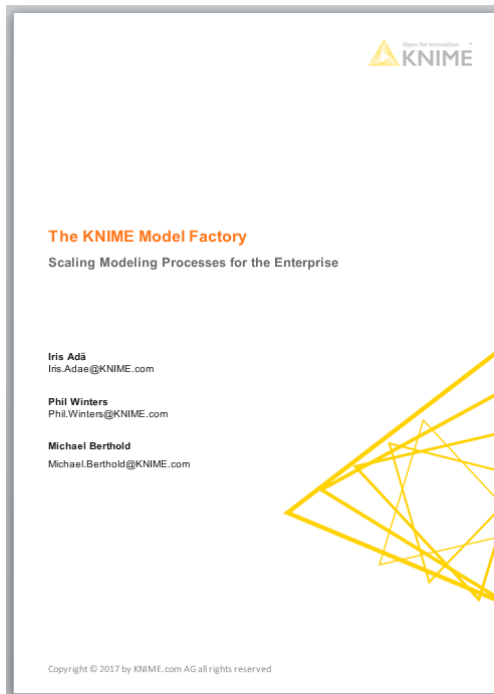 Open for Innovation
KNIME
The KNIME Model Factory
Scaling Modeling Processes for the Enterprise
Iris Adä
Iris.Adae@KNIME.com
Phil Winters
Phil.Winters@KNIME.com
Michael Berthold
Michael.Berthold@KNIME.com
Copyright © 2017 by KNIME.com AG all rights reserved